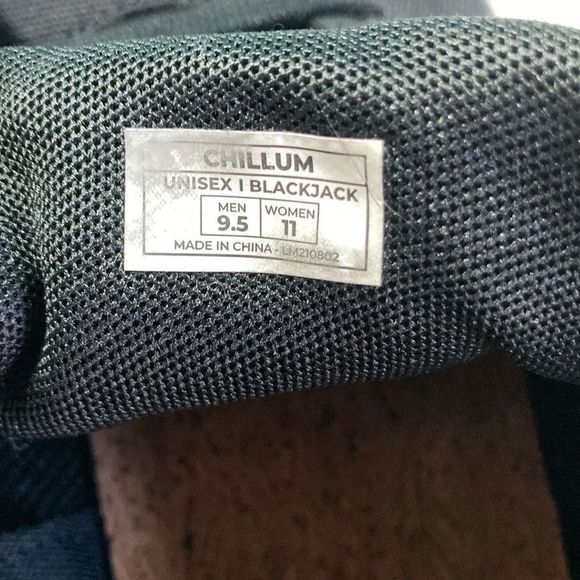 CHILLUM
UNISEX | BLACKJACK
MEN WOMEN
9.5 11
MADE IN CHINA - LM210802